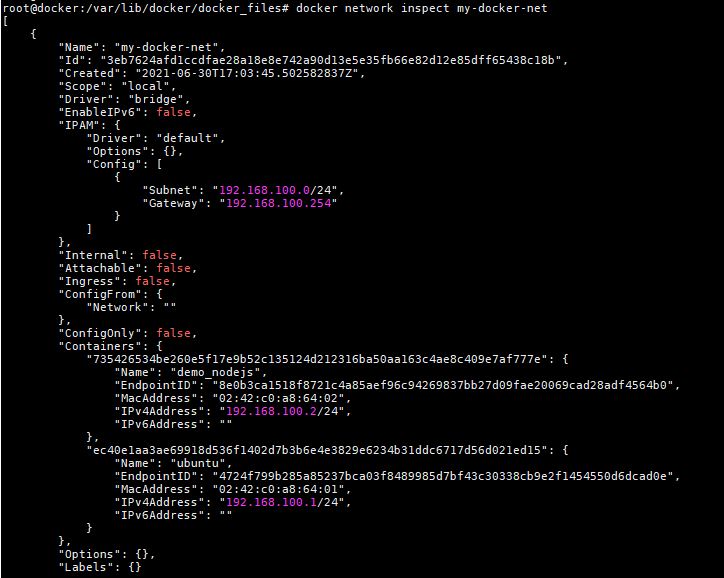 root@docker:/var/lib/docker/docker_files# docker network inspect my-docker-net
[
    {
        "Name": "my-docker-net",
        "Id": "3eb7624afd1ccdfae28a18e8e742a90d13e5e35fb66e82d12e85dff65438c18b",
        "Created": "2021-06-30T17:03:45.502582837Z",
        "Scope": "local",
        "Driver": "bridge",
        "EnableIPv6": false,
        "IPAM": {
            "Driver": "default",
            "Options": {},
            "Config": [
                {
                    "Subnet": "192.168.100.0/24",
                    "Gateway": "192.168.100.254"
                }
            ]
        },
        "Internal": false,
        "Attachable": false,
        "Ingress": false,
        "ConfigFrom": {
            "Network": ""
        },
        "ConfigOnly": false,
        "Containers": {
            "735426534be260e5f17e9b52c135124d212316ba50aa163c4ae8c409e7af777e": {
                "Name": "demo_nodejs",
                "EndpointID": "8e0b3ca1518f8721c4a85aef96c94269837bb27d09fae20069cad28adf4564b0",
                "MacAddress": "02:42:c0:a8:64:02",
                "IPv4Address": "192.168.100.2/24",
                "IPv6Address": ""
            },
            "ec40e1aa3ae69918d536f1402d7b3b6e4e3829e6234b31ddc6717d56d021ed15": {
                "Name": "ubuntu",
                "EndpointID": "4724f799b285a85237bca03f8489985d7bf43c30338cb9e2f1454550d6dcad0e",
                "MacAddress": "02:42:c0:a8:64:01",
                "IPv4Address": "192.168.100.1/24",
                "IPv6Address": ""
            }
        },
        "Options": {},
        "Labels": {}